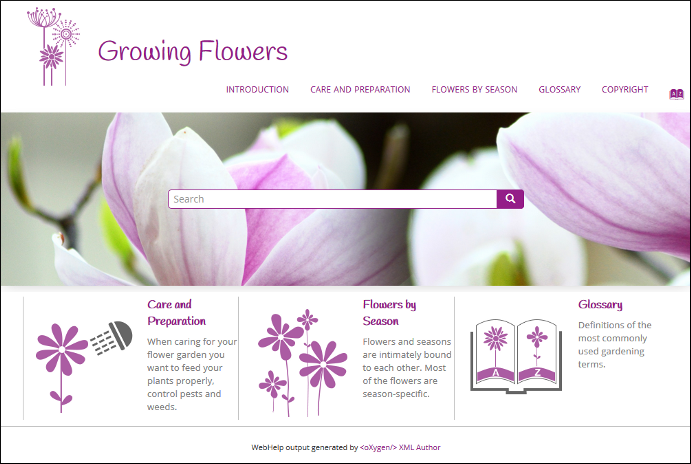 Growing Flowers
INTRODUCTION CARE AND PREPARATION FLOWERS BY SEASON GLOSSARY COPYRIGHT
A Z
Search
Care and
Preparation
When caring for your
flower garden you
want to feed your
plants properly,
control pests and
weeds.
Flowers by
Season
Flowers and seasons
are intimately bound
to each other. Most
of the flowers are
season-specific.
A Z
Glossary
Definitions of the
most commonly
used gardening
terms.
WebHelp output generated by <oXygen/> XML Author